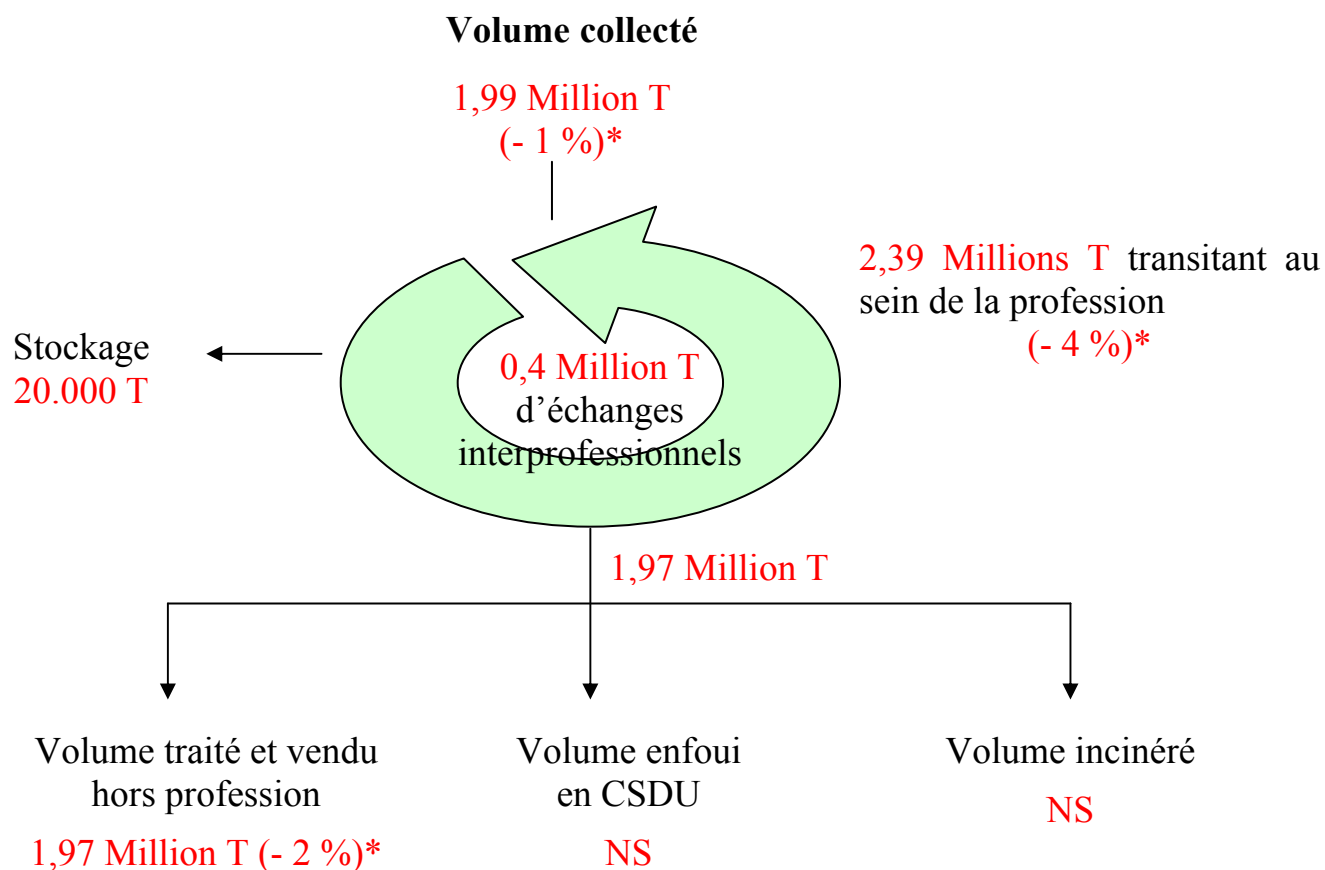 Volume collecté
1,99 Million T
(- 1 %)*
2,39 Millions T transitant au
sein de la profession
(- 4 %)*
Stockage
20.000 T
0,4 Million T
d’échanges
interprofessionnels
1,97 Million T
Volume traité et vendu
hors profession
1,97 Million T (- 2 %)*
Volume enfoui
en CSDU
NS
Volume incinéré
NS